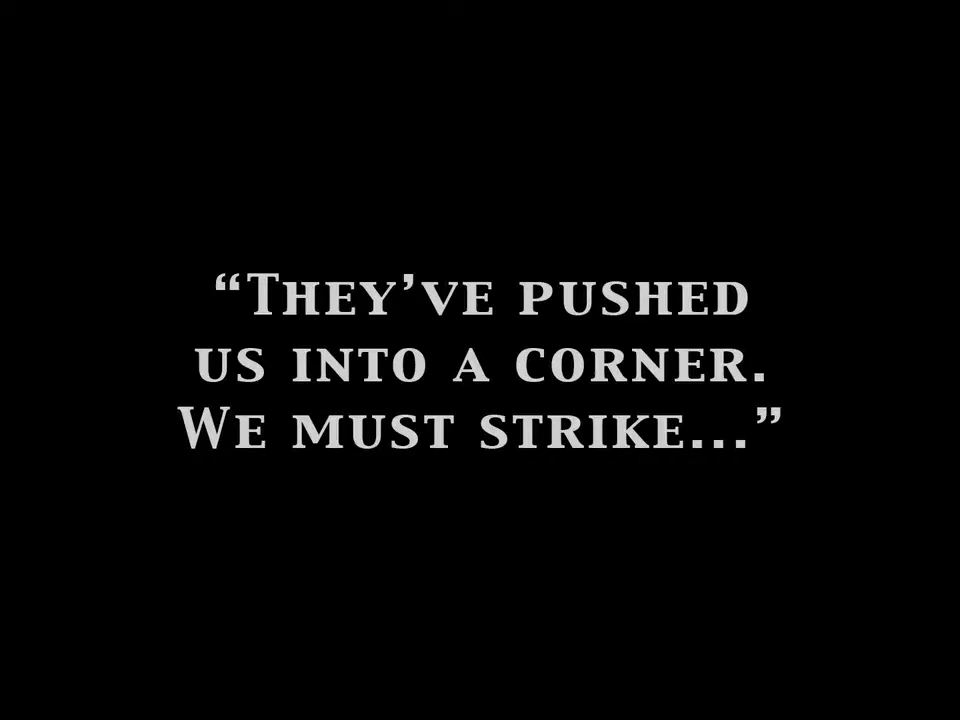 “They’ve pushed
us into a corner.
We must strike...”